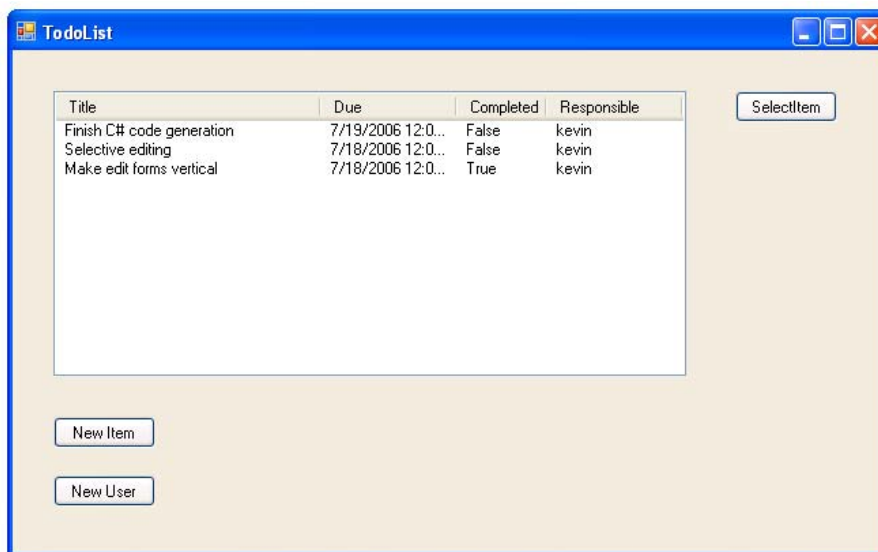 TodoList
Title Due Completed Responsible
SelectItem
Finish C# code generation 7/19/2006 12:0... False kevin
Selective editing 7/18/2006 12:0... False kevin
Make edit forms vertical 7/18/2006 12:0... True kevin
New Item
New User